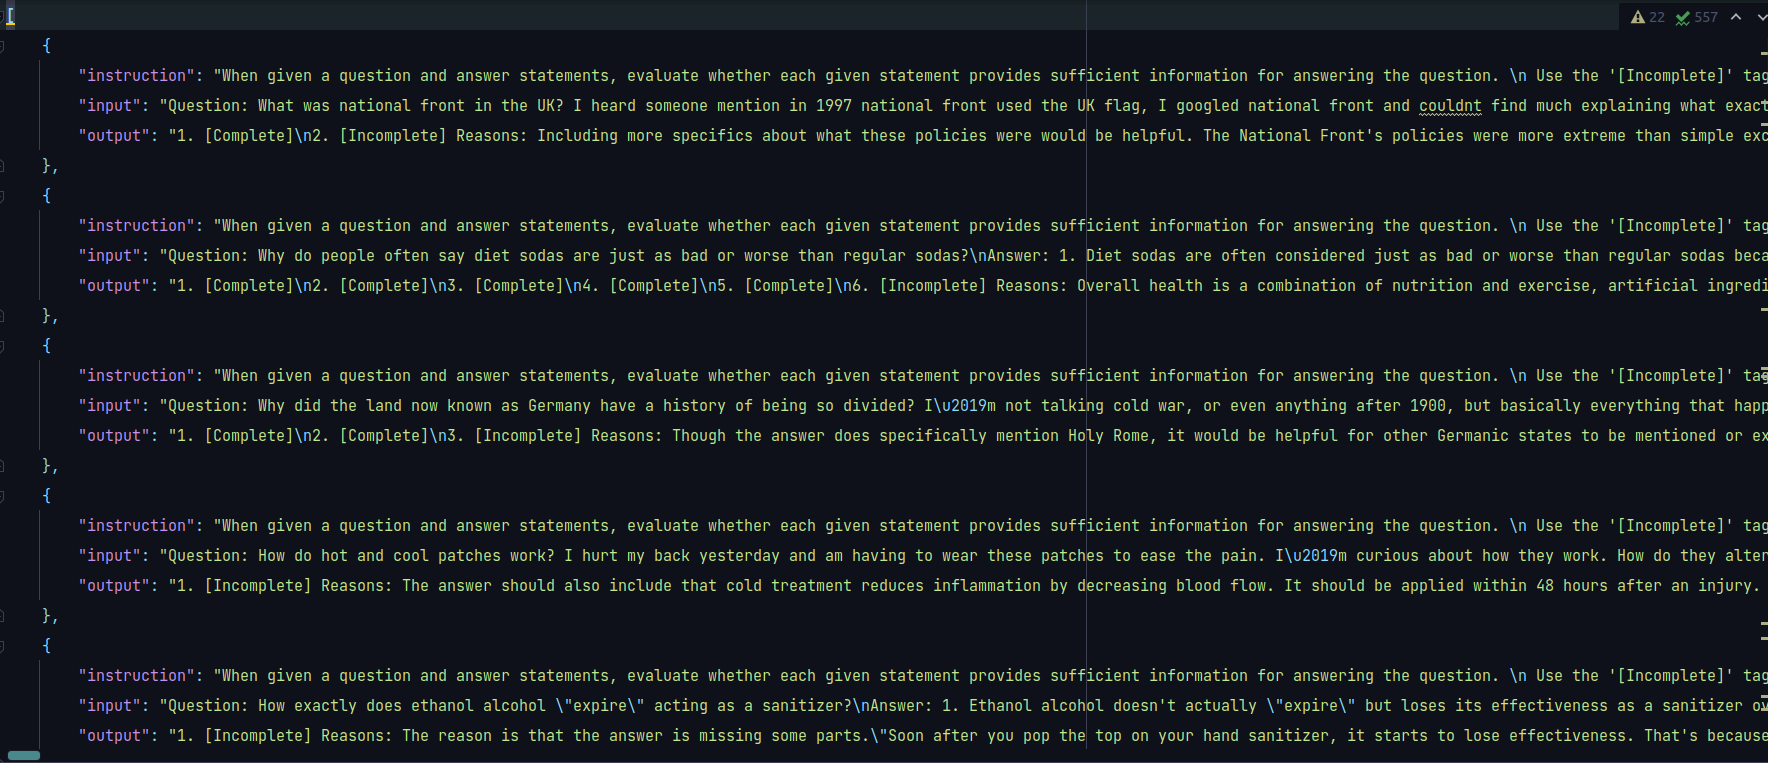 [
22 557
{
"instruction": "When given a question and answer statements, evaluate whether each given statement provides sufficient information for answering the question. \n Use the '[Incomplete]' tag
"input": "Question: What was national front in the UK? I heard someone mention in 1997 national front used the UK flag, I googled national front and couldnt find much explaining what exact
"output": "1. [Complete]\n2. [Incomplete] Reasons: Including more specifics about what these policies were would be helpful. The National Front's policies were more extreme than simple exc
},
{
"instruction": "When given a question and answer statements, evaluate whether each given statement provides sufficient information for answering the question. \n Use the '[Incomplete]' tag
"input": "Question: Why do people often say diet sodas are just as bad or worse than regular sodas?\nAnswer: 1. Diet sodas are often considered just as bad or worse than regular sodas beca
"output": "1. [Complete]\n2. [Complete]\n3. [Complete]\n4. [Complete]\n5. [Complete]\n6. [Incomplete] Reasons: Overall health is a combination of nutrition and exercise, artificial ingredi
},
{
"instruction": "When given a question and answer statements, evaluate whether each given statement provides sufficient information for answering the question. \n Use the '[Incomplete]' tag
"input": "Question: Why did the land now known as Germany have a history of being so divided? I\u2019m not talking cold war, or even anything after 1900, but basically everything that happ
"output": "1. [Complete]\n2. [Complete]\n3. [Incomplete] Reasons: Though the answer does specifically mention Holy Rome, it would be helpful for other Germanic states to be mentioned or ex
},
{
"instruction": "When given a question and answer statements, evaluate whether each given statement provides sufficient information for answering the question. \n Use the '[Incomplete]' tag
"input": "Question: How do hot and cool patches work? I hurt my back yesterday and am having to wear these patches to ease the pain. I\u2019m curious about how they work. How do they alter
"output": "1. [Incomplete] Reasons: The answer should also include that cold treatment reduces inflammation by decreasing blood flow. It should be applied within 48 hours after an injury.
},
{
"instruction": "When given a question and answer statements, evaluate whether each given statement provides sufficient information for answering the question. \n Use the '[Incomplete]' tag
"input": "Question: How exactly does ethanol alcohol \"expire\" acting as a sanitizer?\nAnswer: 1. Ethanol alcohol doesn't actually \"expire\" but loses its effectiveness as a sanitizer ov
"output": "1. [Incomplete] Reasons: The reason is that the answer is missing some parts.\"Soon after you pop the top on your hand sanitizer, it starts to lose effectiveness. That's because